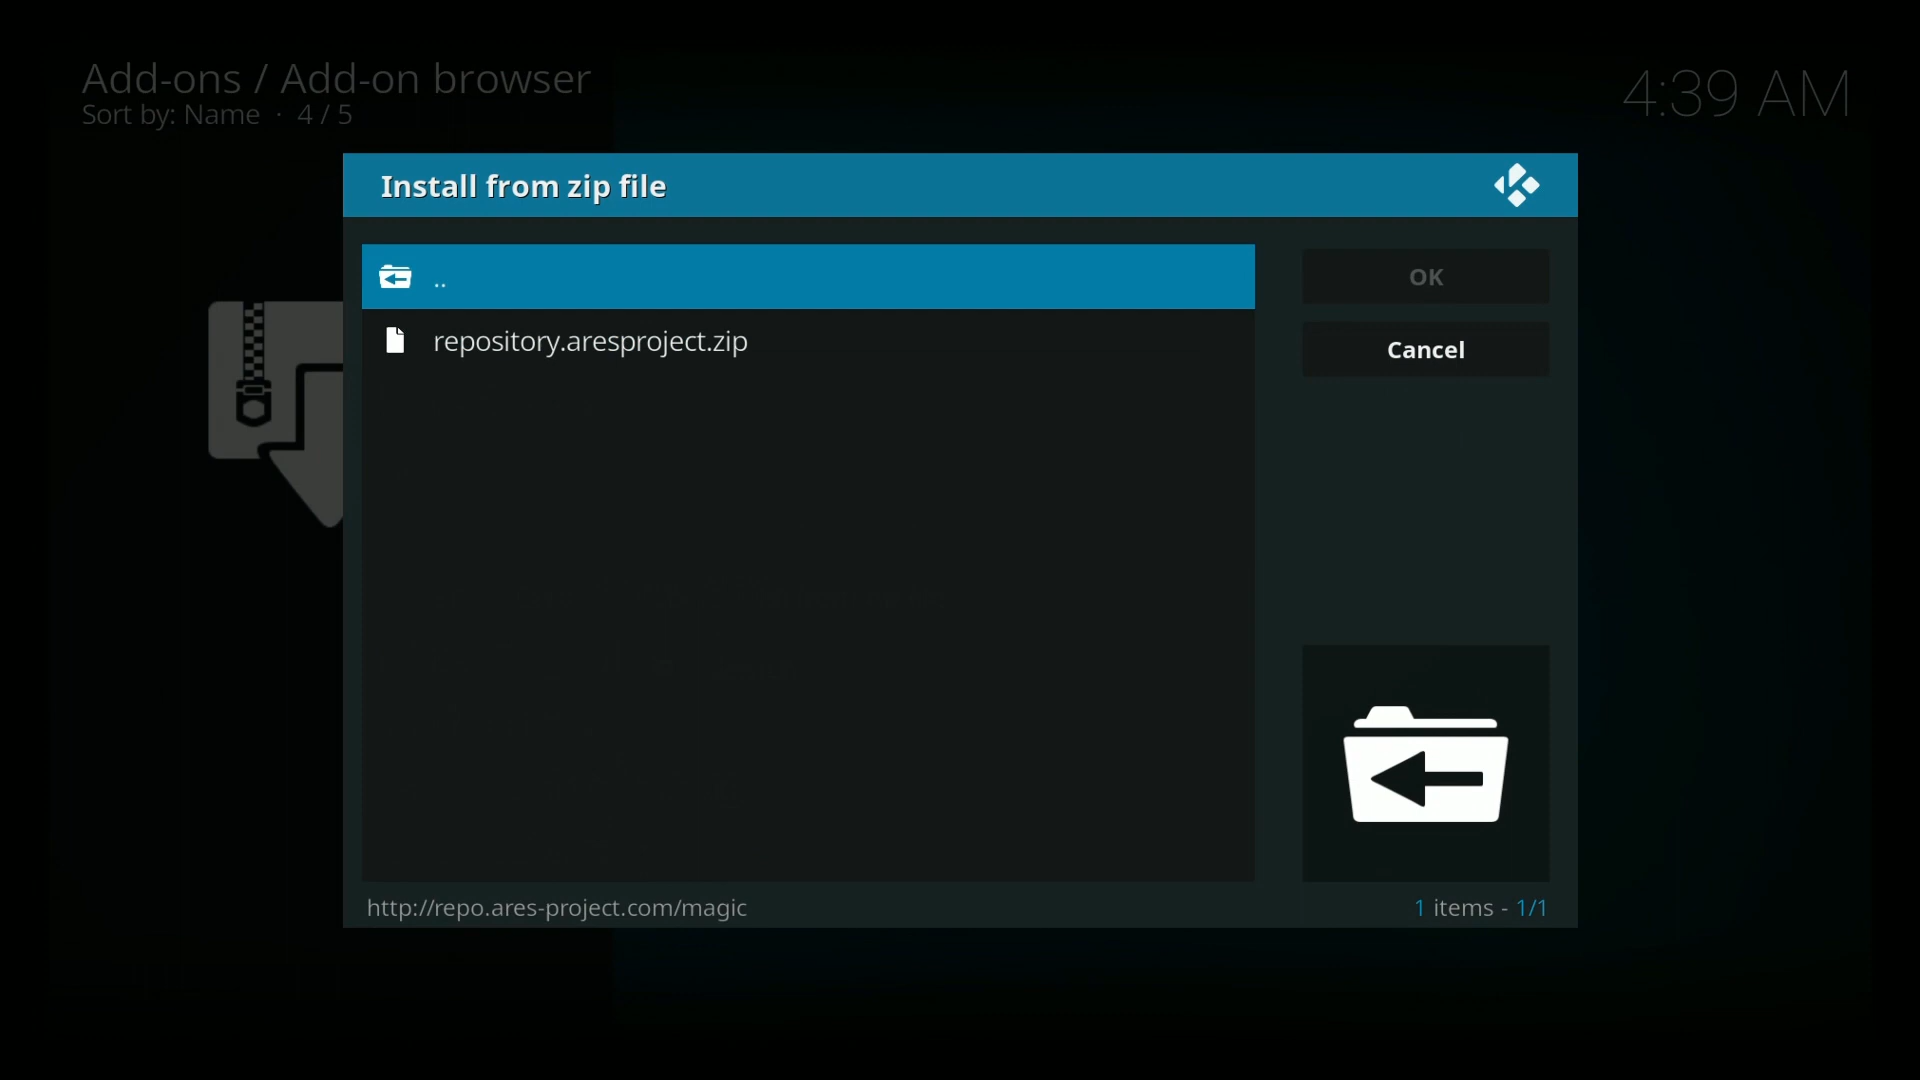 Add-ons / Add-on browser
Sort by: Name · 4 / 5
4:39 AM
Install from zip file
..
OK
repository.aresproject.zip
Cancel
http://repo.ares-project.com/magic
1 items - 1/1